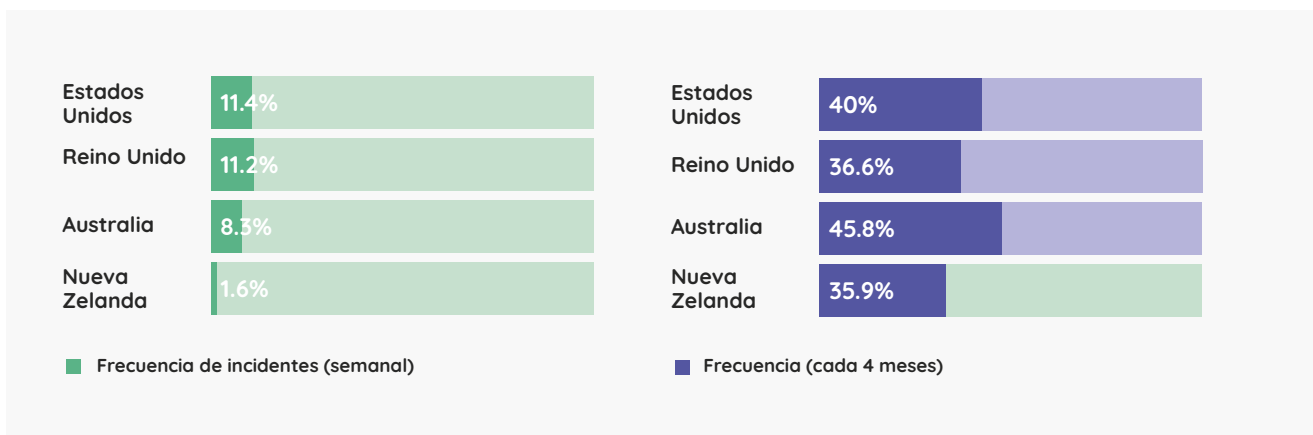 Estados
Unidos
11.4%
Reino Unido
11.2%
Australia
8.3%
Nueva
Zelanda
1.6%
Frecuencia de incidentes (semanal)
Estados
Unidos
40%
Reino Unido
36.6%
Australia
45.8%
Nueva
Zelanda
35.9%
Frecuencia (cada 4 meses)